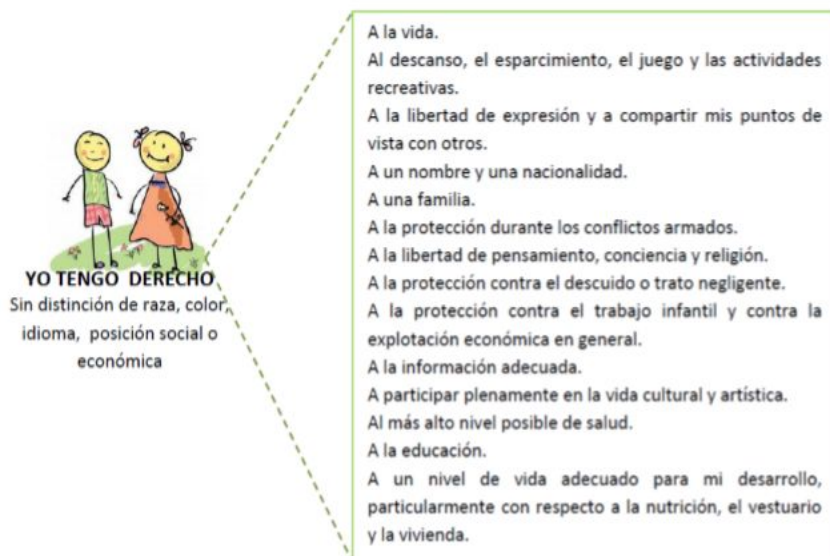 YO TENGO DERECHO
Sin distinción de raza, color,
idioma, posición social o
económica
A la vida.
Al descanso, el esparcimiento, el juego y las actividades
recreativas.
A la libertad de expresión y a compartir mis puntos de
vista con otros.
A un nombre y una nacionalidad.
A una familia.
A la protección durante los conflictos armados.
A la libertad de pensamiento, conciencia y religión.
A la protección contra el descuido o trato negligente.
A la protección contra el trabajo infantil y contra la
explotación económica en general.
A la información adecuada.
A participar plenamente en la vida cultural y artística.
Al más alto nivel posible de salud.
A la educación.
A un nivel de vida adecuado para mi desarrollo,
particularmente con respecto a la nutrición, el vestuario
y la vivienda.